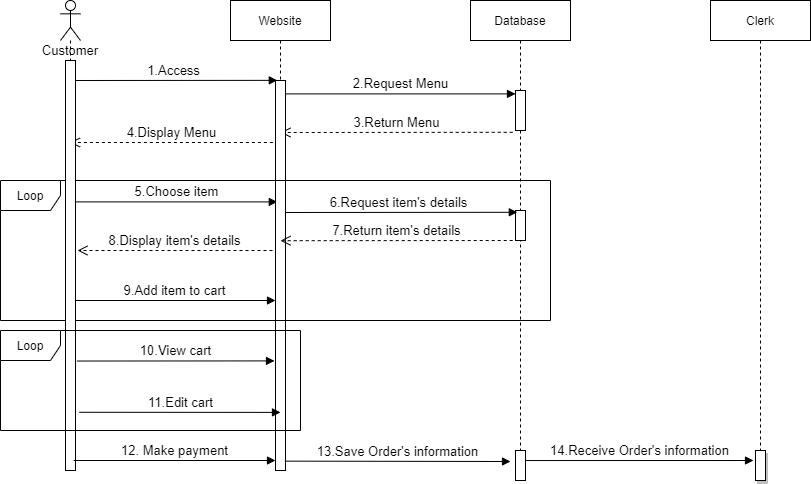 Customer
Website
Database
Clerk
1.Access
2.Request Menu
3.Return Menu
4.Display Menu
Loop
5.Choose item
6.Request item's details
7.Return item's details
8.Display item's details
9.Add item to cart
Loop
10.View cart
11.Edit cart
12. Make payment
13.Save Order's information
14.Receive Order's information